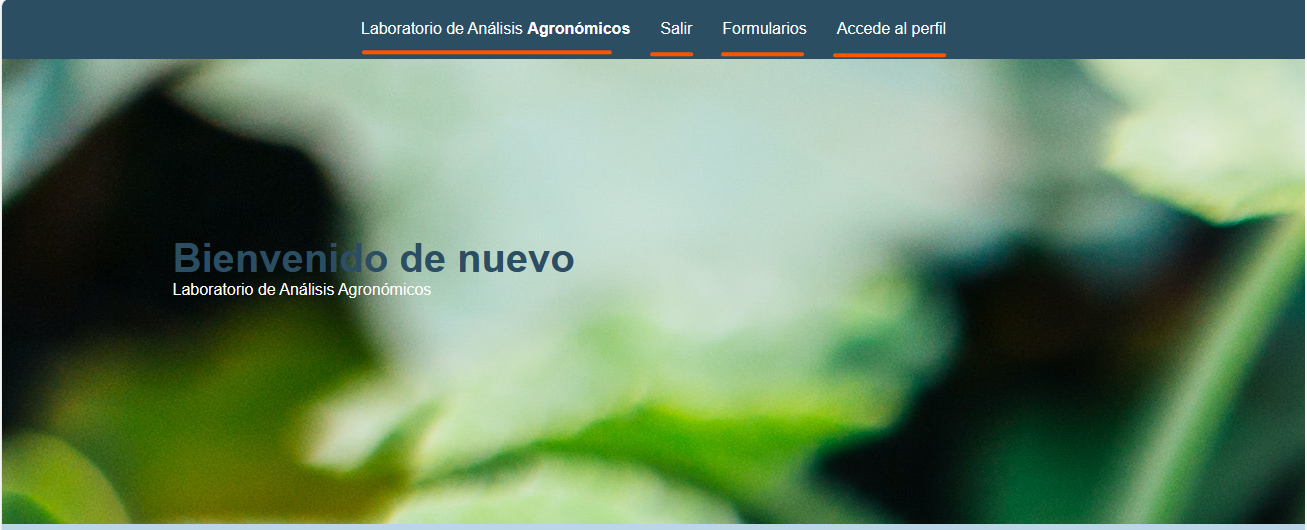 Laboratorio de Análisis Agronómicos Salir Formularios Accede al perfil
Bienvenido de nuevo
Laboratorio de Análisis Agronómicos